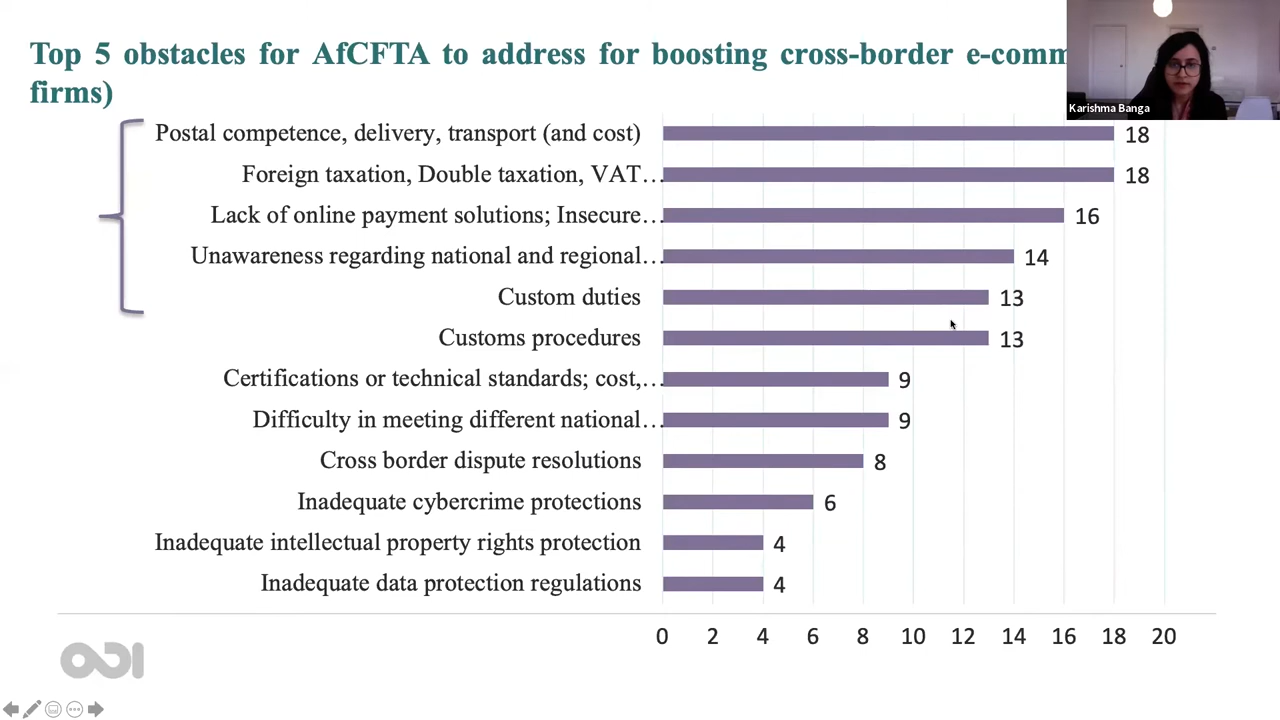 Top 5 obstacles for AfCFTA to address for boosting cross-border e-comm
firms)
Karishma Banga
Postal competence, delivery, transport (and cost) 18
Foreign taxation, Double taxation, VAT… 18
Lack of online payment solutions; Insecure… 16
Unawareness regarding national and regional… 14
Custom duties 13
Customs procedures 13
Certifications or technical standards; cost,… 9
Difficulty in meeting different national… 9
Cross border dispute resolutions 8
Inadequate cybercrime protections 6
Inadequate intellectual property rights protection 4
Inadequate data protection regulations 4
0 2 4 6 8 10 12 14 16 18 20
ODI